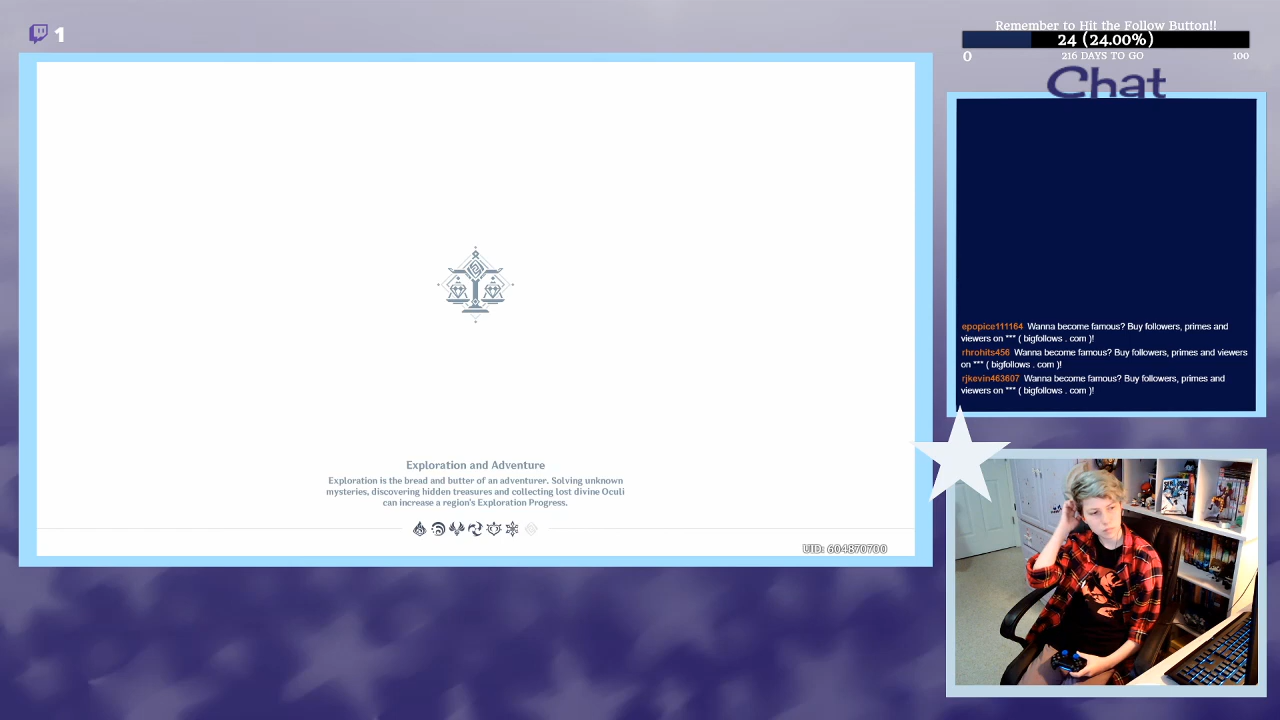 1
Remember to Hit the Follow Button!!
24 (24.00%)
0
216 DAYS TO GO
100
Chat
epopice111164 Wanna become famous? Buy followers, primes and
viewers on *** ( bigfollows . com )!
rhrohits456 Wanna become famous? Buy followers, primes and viewers
on *** ( bigfollows . com )!
rjkevin463607 Wanna become famous? Buy followers, primes and
viewers on *** ( bigfollows . com )!
Exploration and Adventure
Exploration is the bread and butter of an adventurer. Solving unknown
mysteries, discovering hidden treasures and collecting lost divine Oculi
can increase a region's Exploration Progress.
UID: 604870700